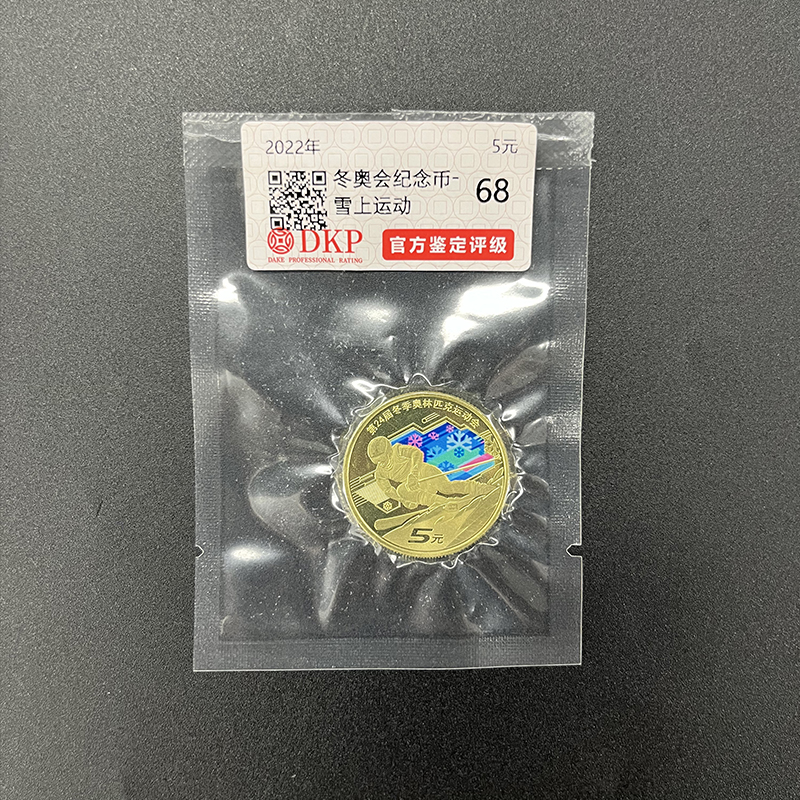 2022年
5元
冬奥会纪念币-
雪上运动
68
DKP
DAKE PROFESSIONAL RATING
官方鉴定评级
第24届冬季奥林匹克运动会
5元